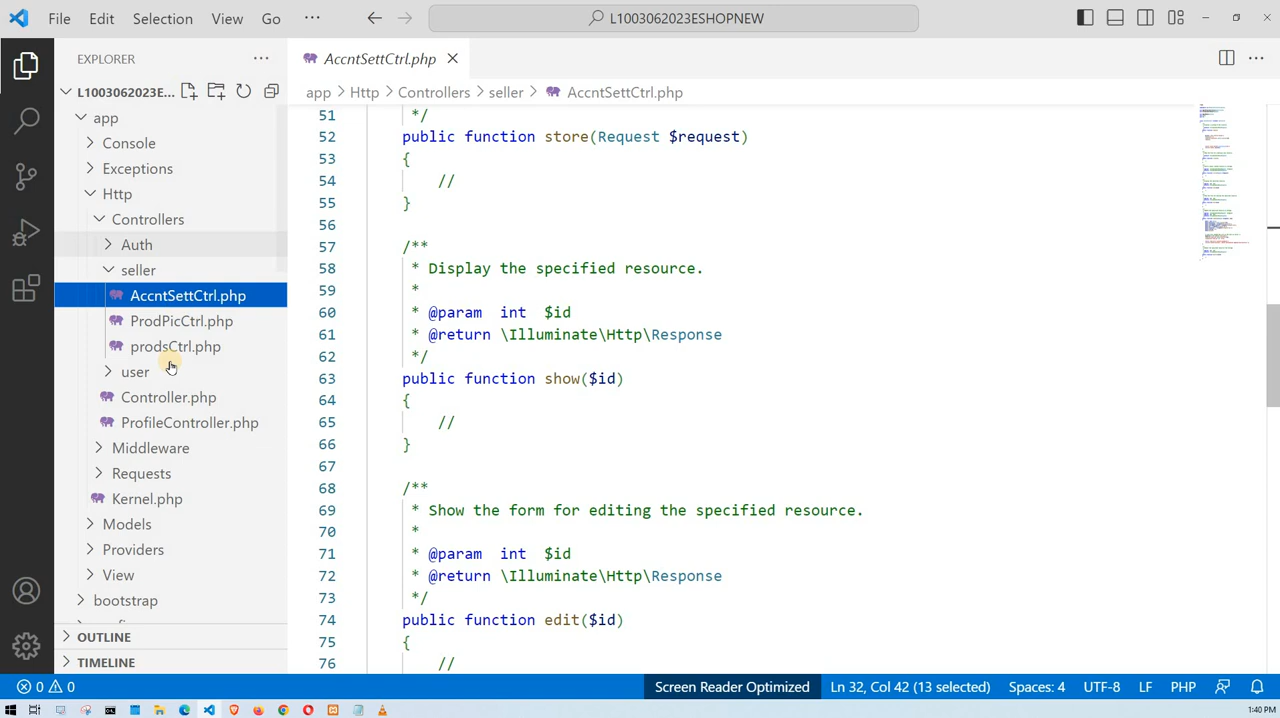 File Edit Selection View Go ···
L1003062023ESHOPNEW
EXPLORER
L1003062023E...
app
Console
Exceptions
Http
Controllers
Auth
seller
AccntSettCtrl.php
ProdPicCtrl.php
prodsCtrl.php
user
Controller.php
ProfileController.php
Middleware
Requests
Kernel.php
Models
Providers
View
bootstrap
OUTLINE
TIMELINE
AccntSettCtrl.php
app > Http > Controllers > seller > AccntSettCtrl.php
51 */
52 public function store(Request $request)
53 {
54 //
55 }
56
57 /**
58 * Display the specified resource.
59 *
60 * @param  int  $id
61 * @return \Illuminate\Http\Response
62 */
63 public function show($id)
64 {
65 //
66 }
67
68 /**
69 * Show the form for editing the specified resource.
70 *
71 * @param  int  $id
72 * @return \Illuminate\Http\Response
73 */
74 public function edit($id)
75 {
76 //
0 0 Screen Reader Optimized Ln 32, Col 42 (13 selected) Spaces: 4 UTF-8 LF PHP
1:40 PM